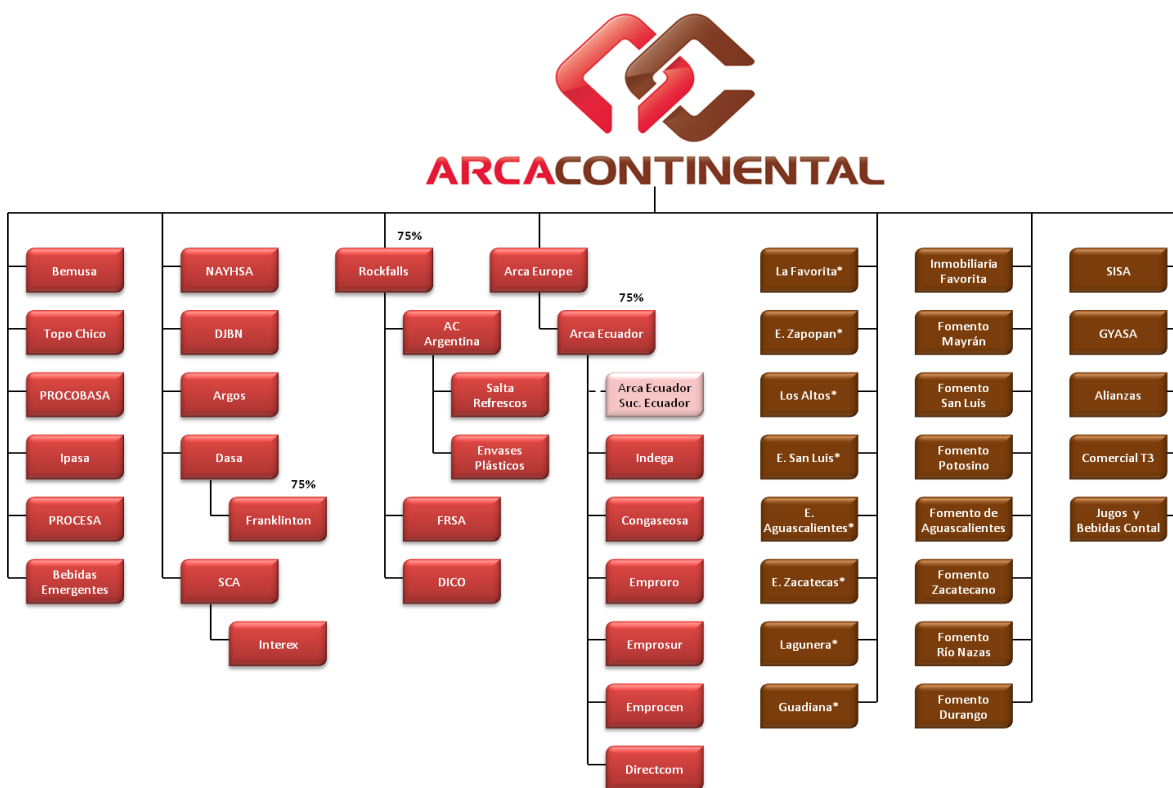 ARCACONTINENTAL
Bemusa
Topo Chico
PROCOBASA
Ipasa
PROCESA
Bebidas
Emergentes
NAYHSA
DJBN
Argos
Dasa
75%
Franklinton
SCA
Interex
75%
Rockfalls
AC
Argentina
Salta
Refrescos
Envases
Plásticos
FRSA
DICO
Arca Europe
75%
Arca Ecuador
Arca Ecuador
Suc. Ecuador
Indega
Congaseosa
Emproro
Emprosur
Emprocen
Directcom
La Favorita*
E. Zapopan*
Los Altos*
E. San Luis*
E.
Aguascalientes*
E. Zacatecas*
Lagunera*
Guadiana*
Inmobiliaria
Favorita
Fomento
Mayrán
Fomento
San Luis
Fomento
Potosino
Fomento de
Aguascalientes
Fomento
Zacatecano
Fomento
Río Nazas
Fomento
Durango
SISA
GYASA
Alianzas
Comercial T3
Jugos y
Bebidas Contal